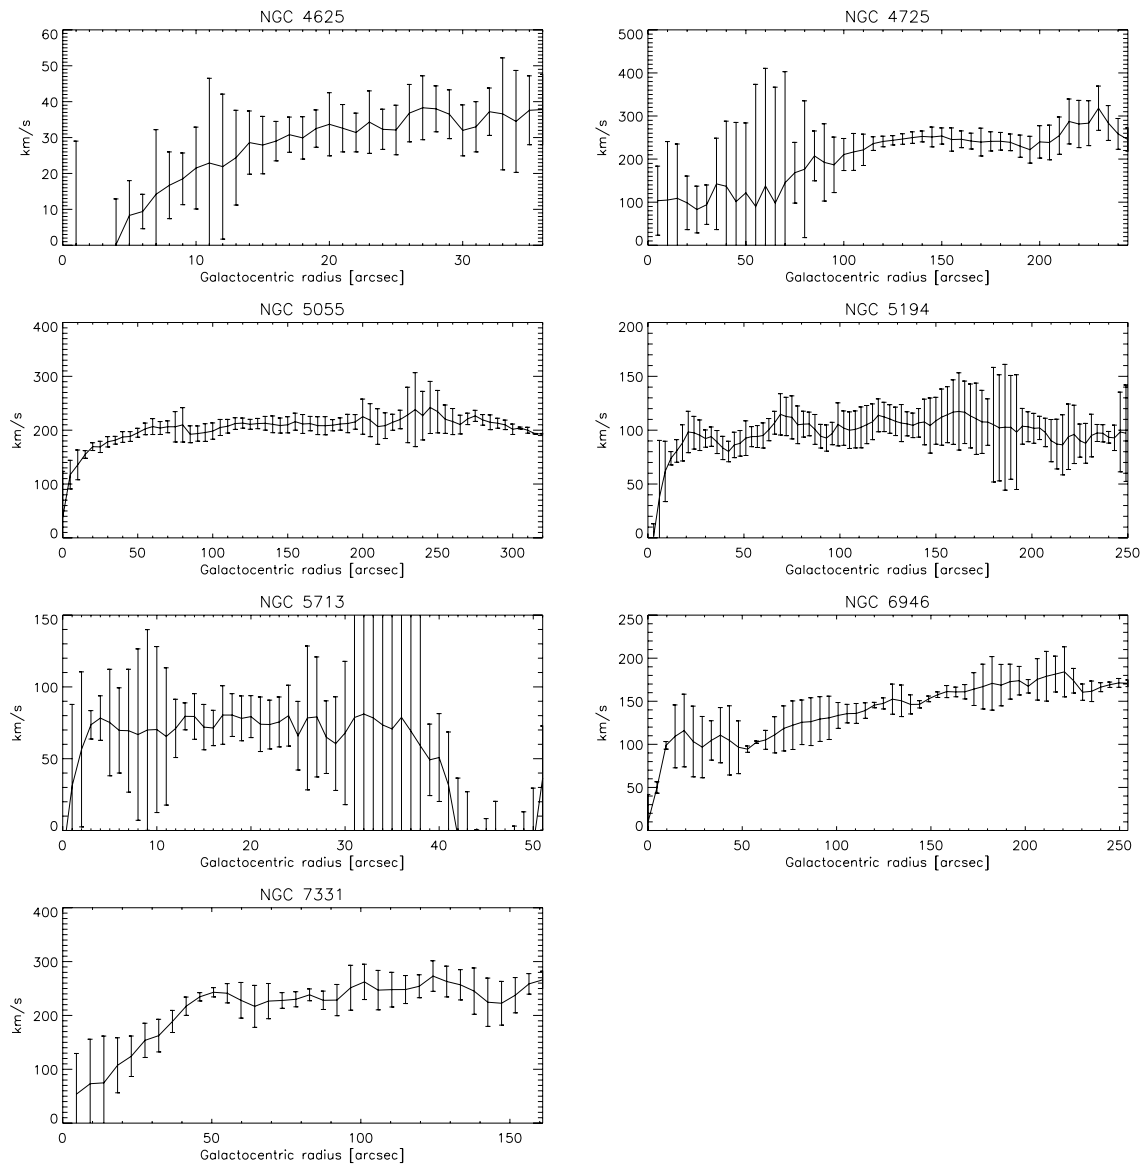 NGC 4625
60
50
40
30
20
10
0
km/s
0 10 20 30
Galactocentric radius [arcsec]
NGC 4725
500
400
300
200
100
0
km/s
0 50 100 150 200
Galactocentric radius [arcsec]
NGC 5055
400
300
200
100
0
km/s
0 50 100 150 200 250 300
Galactocentric radius [arcsec]
NGC 5194
200
150
100
50
0
km/s
0 50 100 150 200 250
Galactocentric radius [arcsec]
NGC 5713
150
100
50
0
km/s
0 10 20 30 40 50
Galactocentric radius [arcsec]
NGC 6946
250
200
150
100
50
0
km/s
0 50 100 150 200 250
Galactocentric radius [arcsec]
NGC 7331
400
300
200
100
0
km/s
0 50 100 150
Galactocentric radius [arcsec]